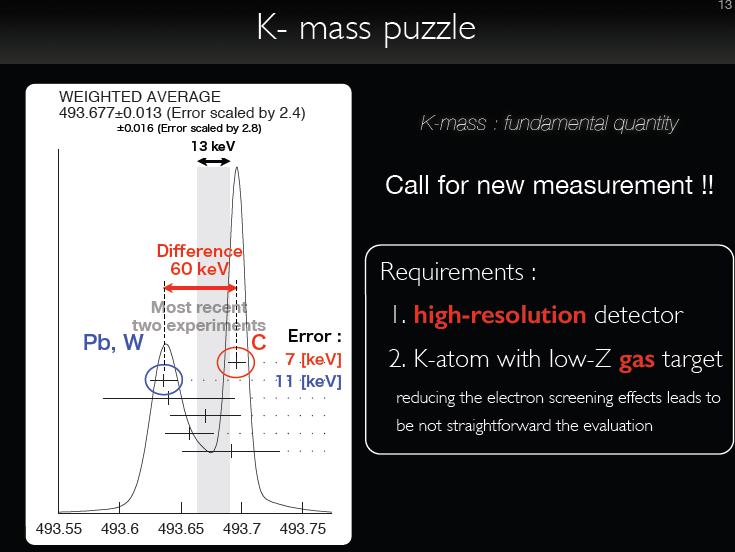 13
K- mass puzzle
WEIGHTED AVERAGE
493.677±0.013 (Error scaled by 2.4)
±0.016 (Error scaled by 2.8)
13 keV
Difference
60 keV
Most recent
two experiments
Pb, W
C
Error :
7 [keV]
11 [keV]
493.55 493.6 493.65 493.7 493.75
K-mass : fundamental quantity
Call for new measurement !!
Requirements :
1. high-resolution detector
2. K-atom with low-Z gas target
reducing the electron screening effects leads to
be not straightforward the evaluation